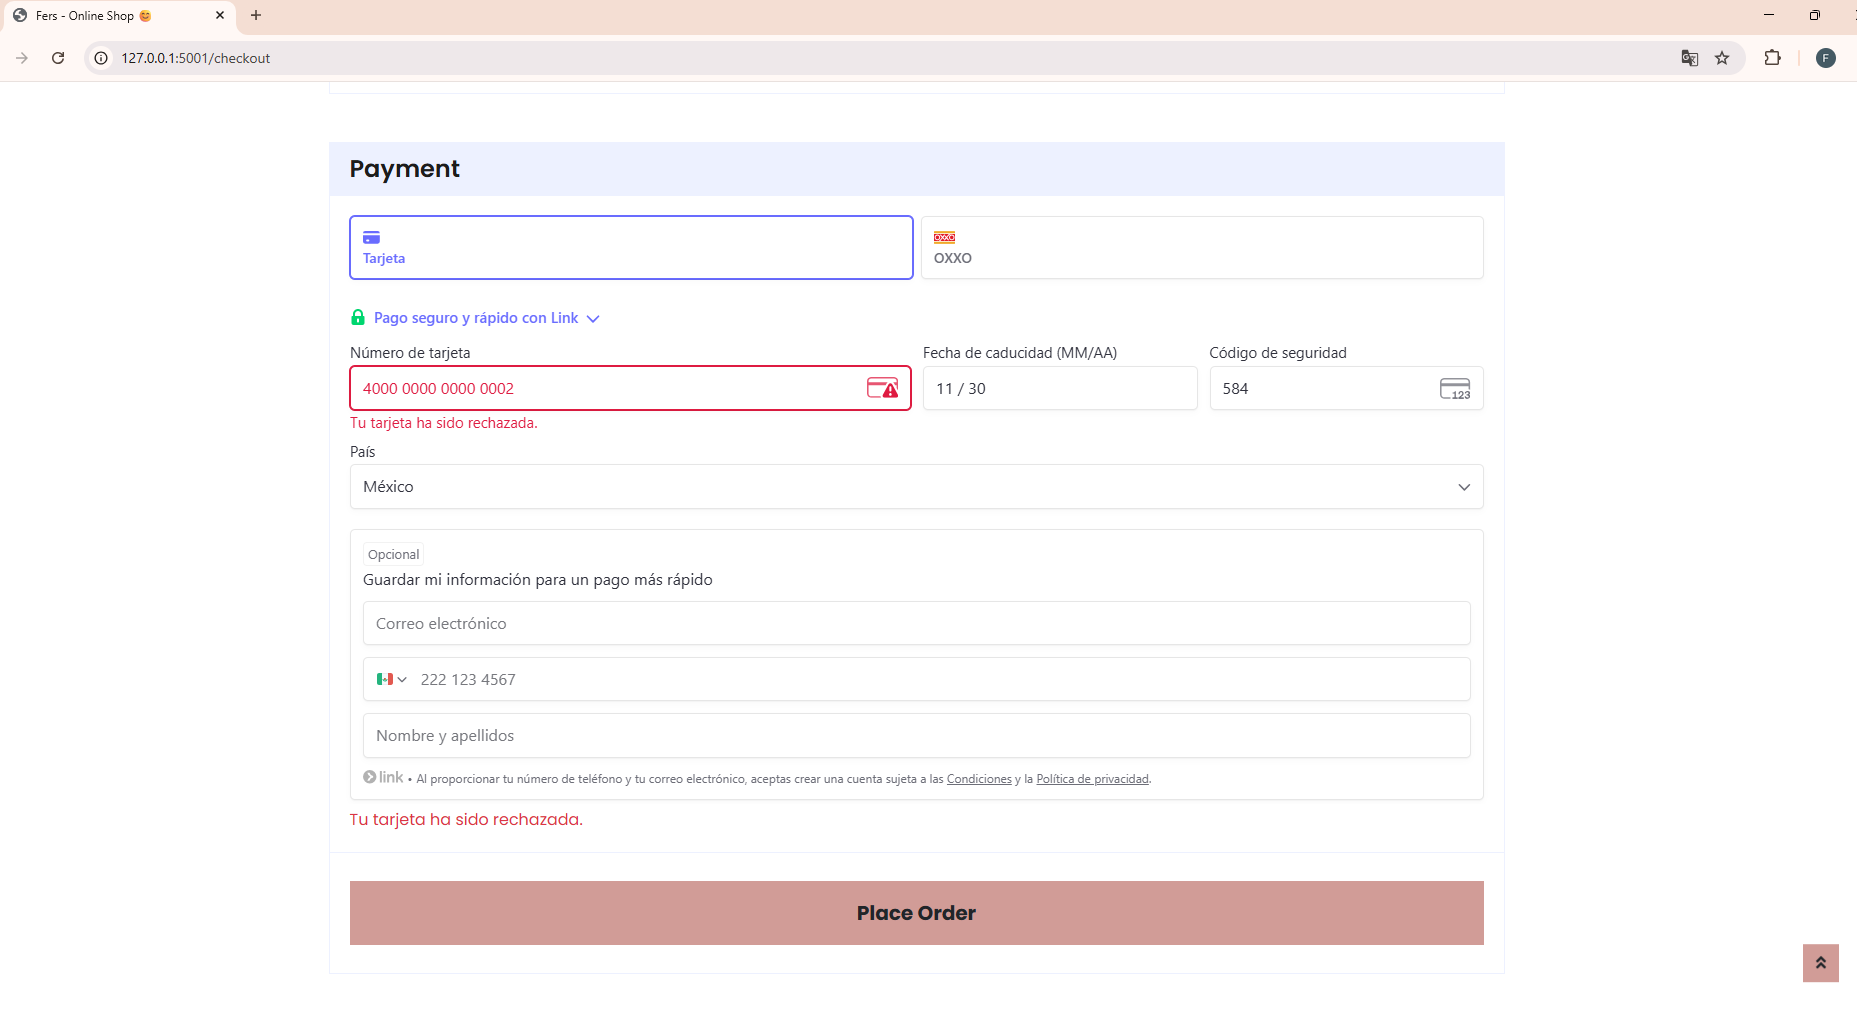 Fers - Online Shop 😊
127.0.0.1:5001/checkout
F
Payment
Tarjeta
OXXO
OXXO
Pago seguro y rápido con Link
Número de tarjeta
Fecha de caducidad (MM/AA)
Código de seguridad
4000 0000 0000 0002
11 / 30
584
123
Tu tarjeta ha sido rechazada.
País
México
Opcional
Guardar mi información para un pago más rápido
Correo electrónico
222 123 4567
Nombre y apellidos
link • Al proporcionar tu número de teléfono y tu correo electrónico, aceptas crear una cuenta sujeta a las Condiciones y la Política de privacidad.
Tu tarjeta ha sido rechazada.
Place Order